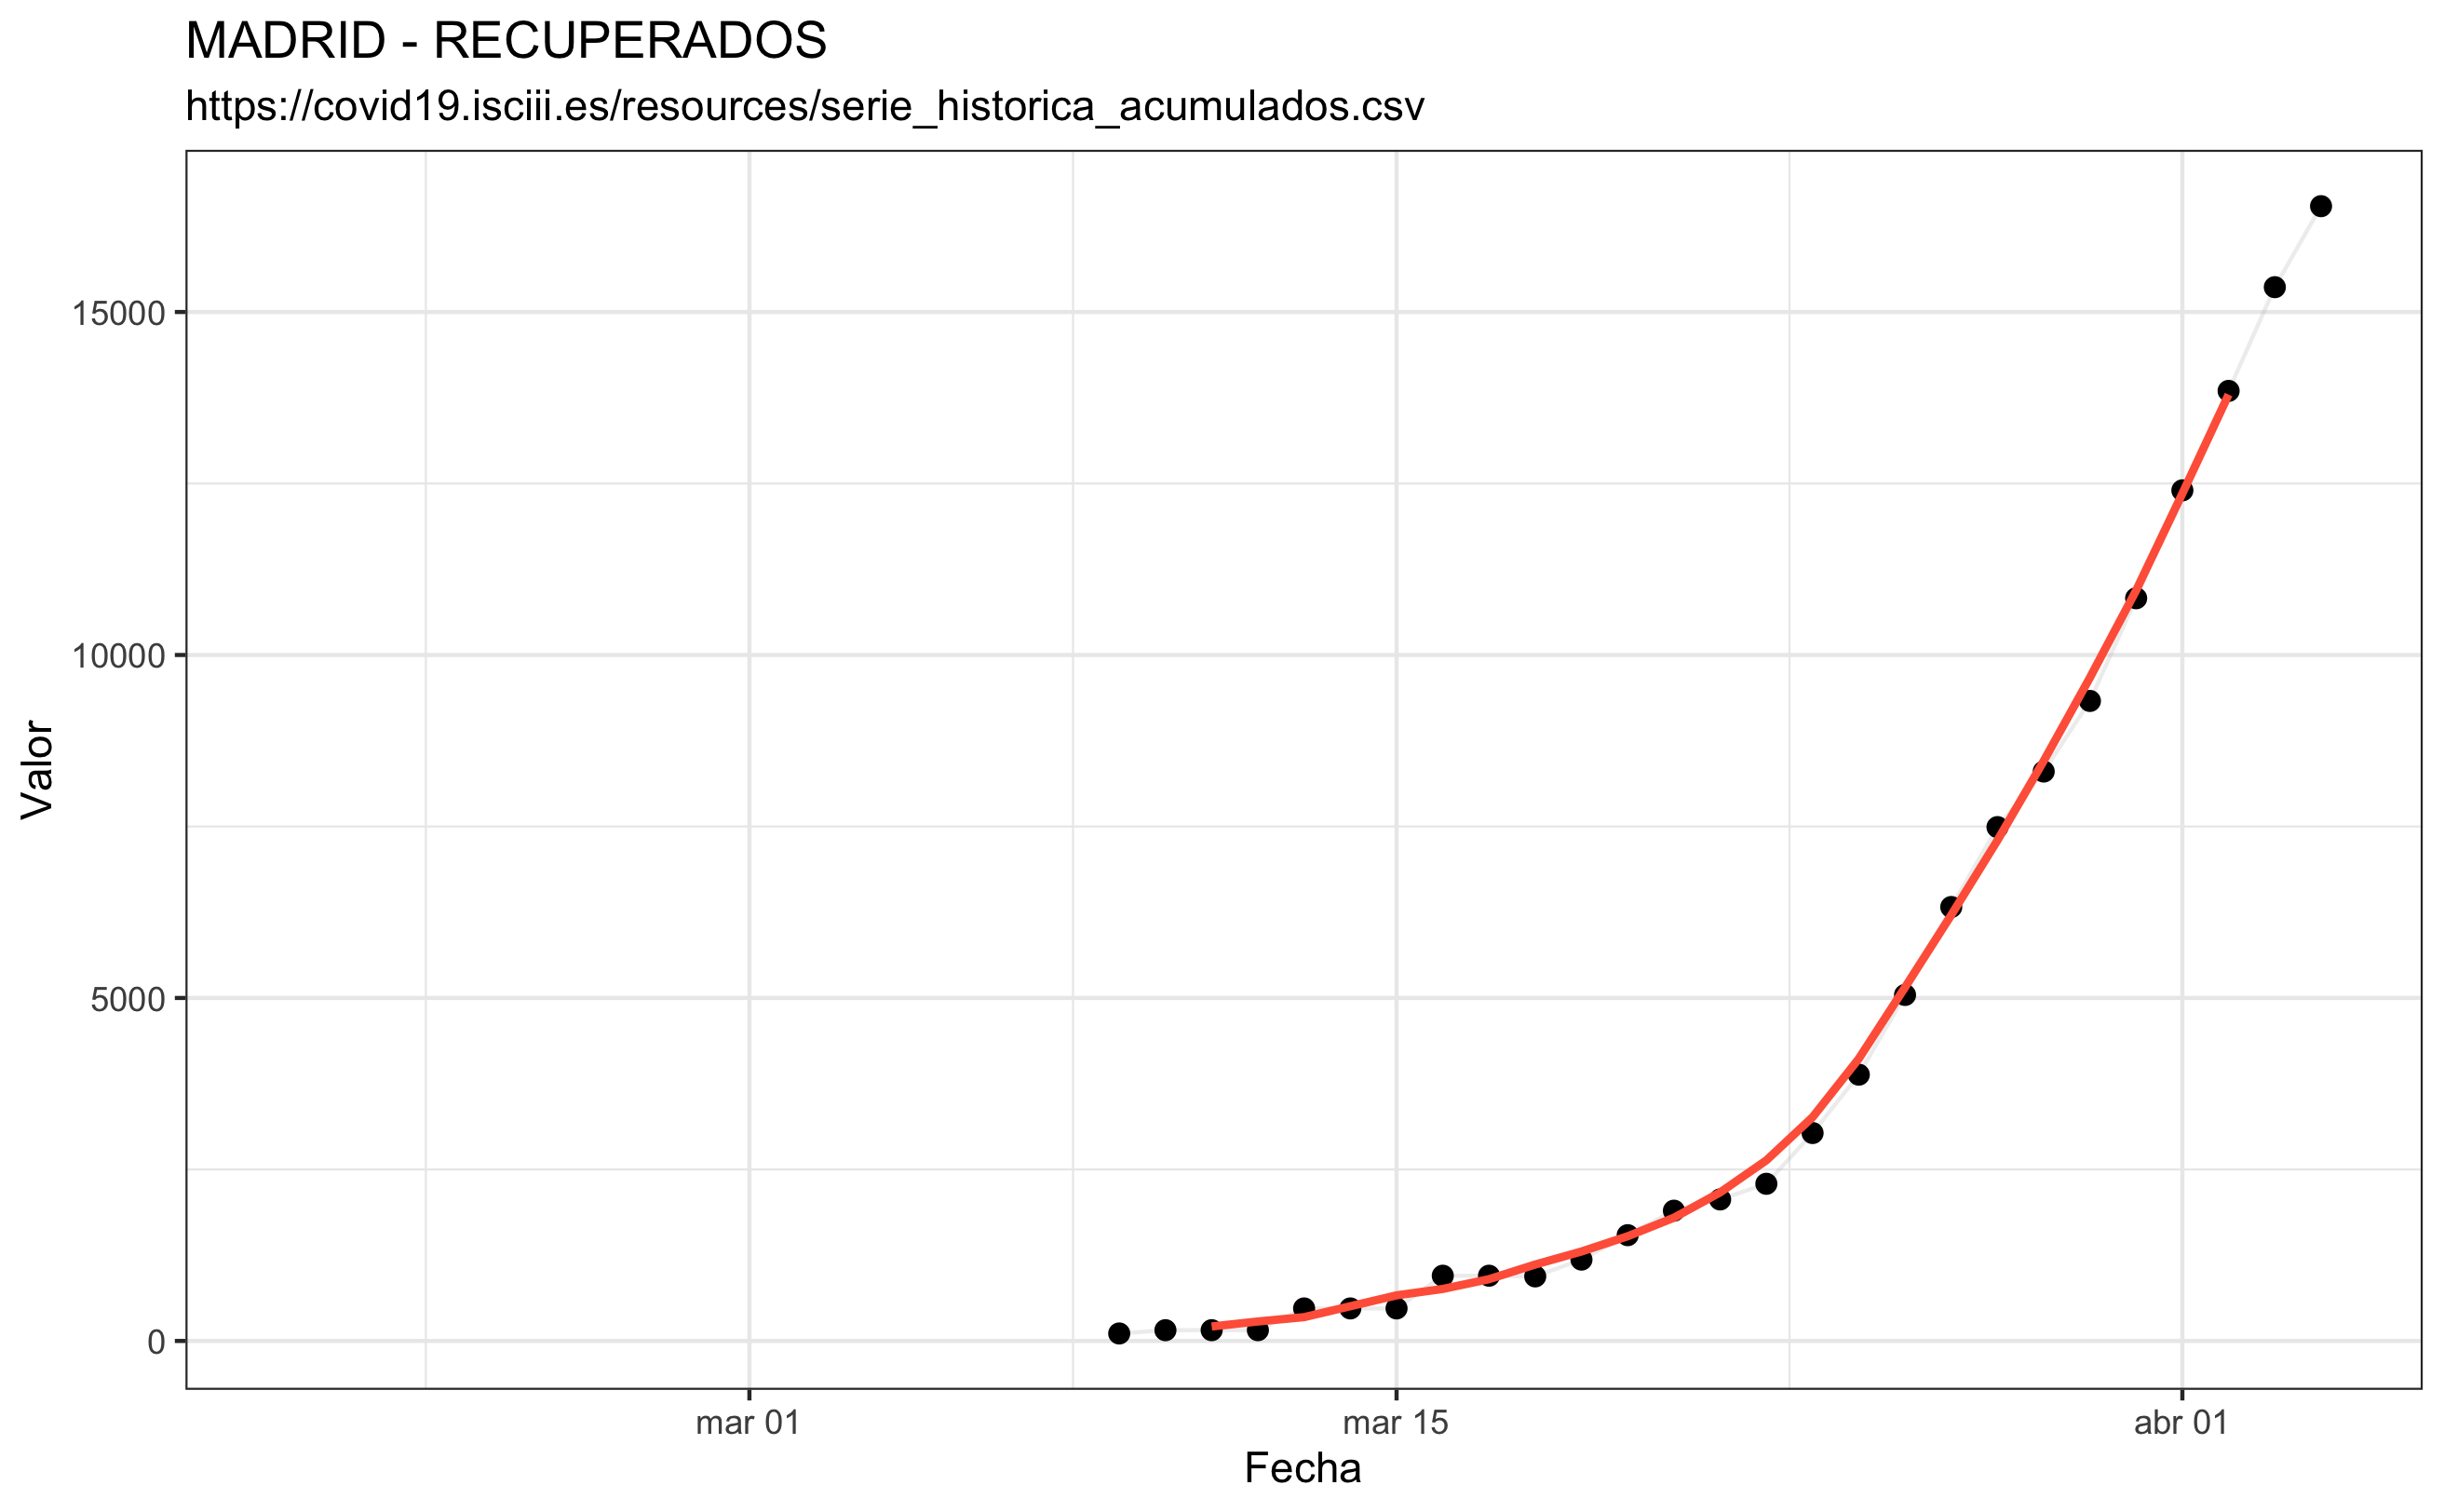 MADRID - RECUPERADOS
https://covid19.isciii.es/resources/serie_historica_acumulados.csv
Valor
15000
10000
5000
0
mar 01
mar 15
abr 01
Fecha